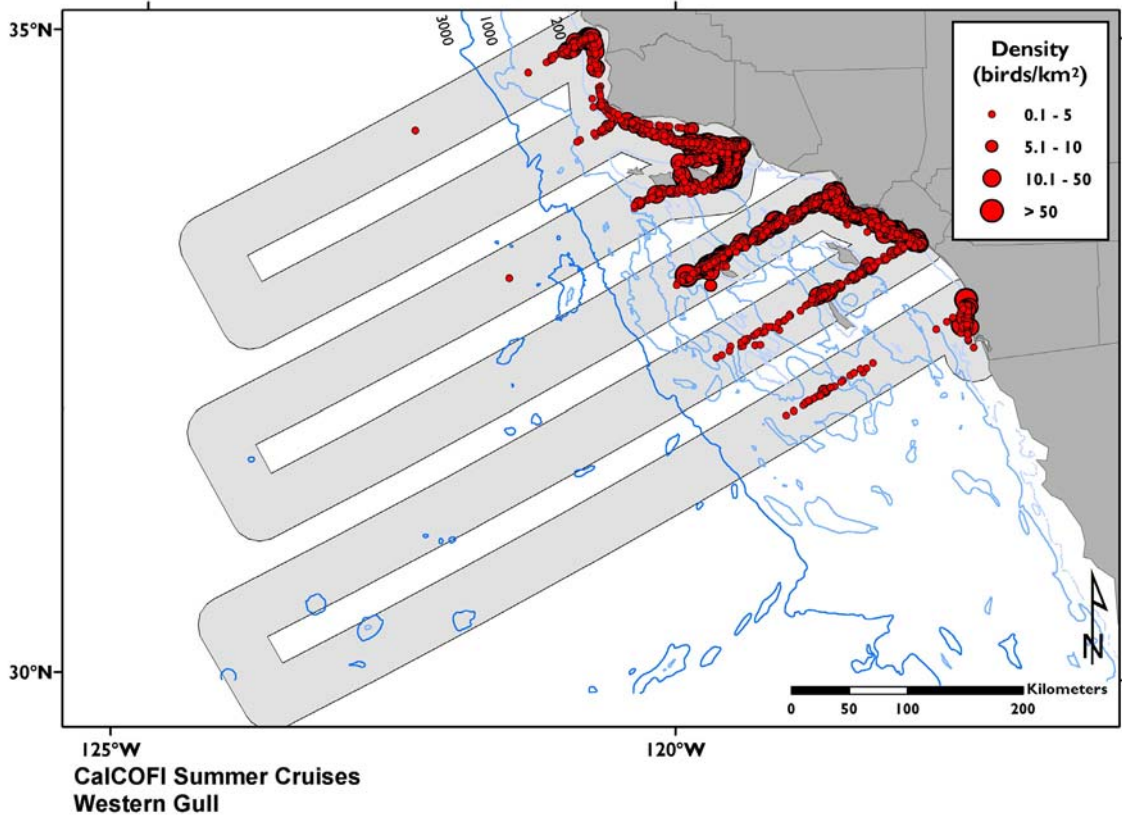 35°N
3000
1000
200
Density
(birds/km²)
0.1 - 5
5.1 - 10
10.1 - 50
> 50
N
30°N
Kilometers
0 50 100 200
125°W
120°W
CalCOFI Summer Cruises
Western Gull